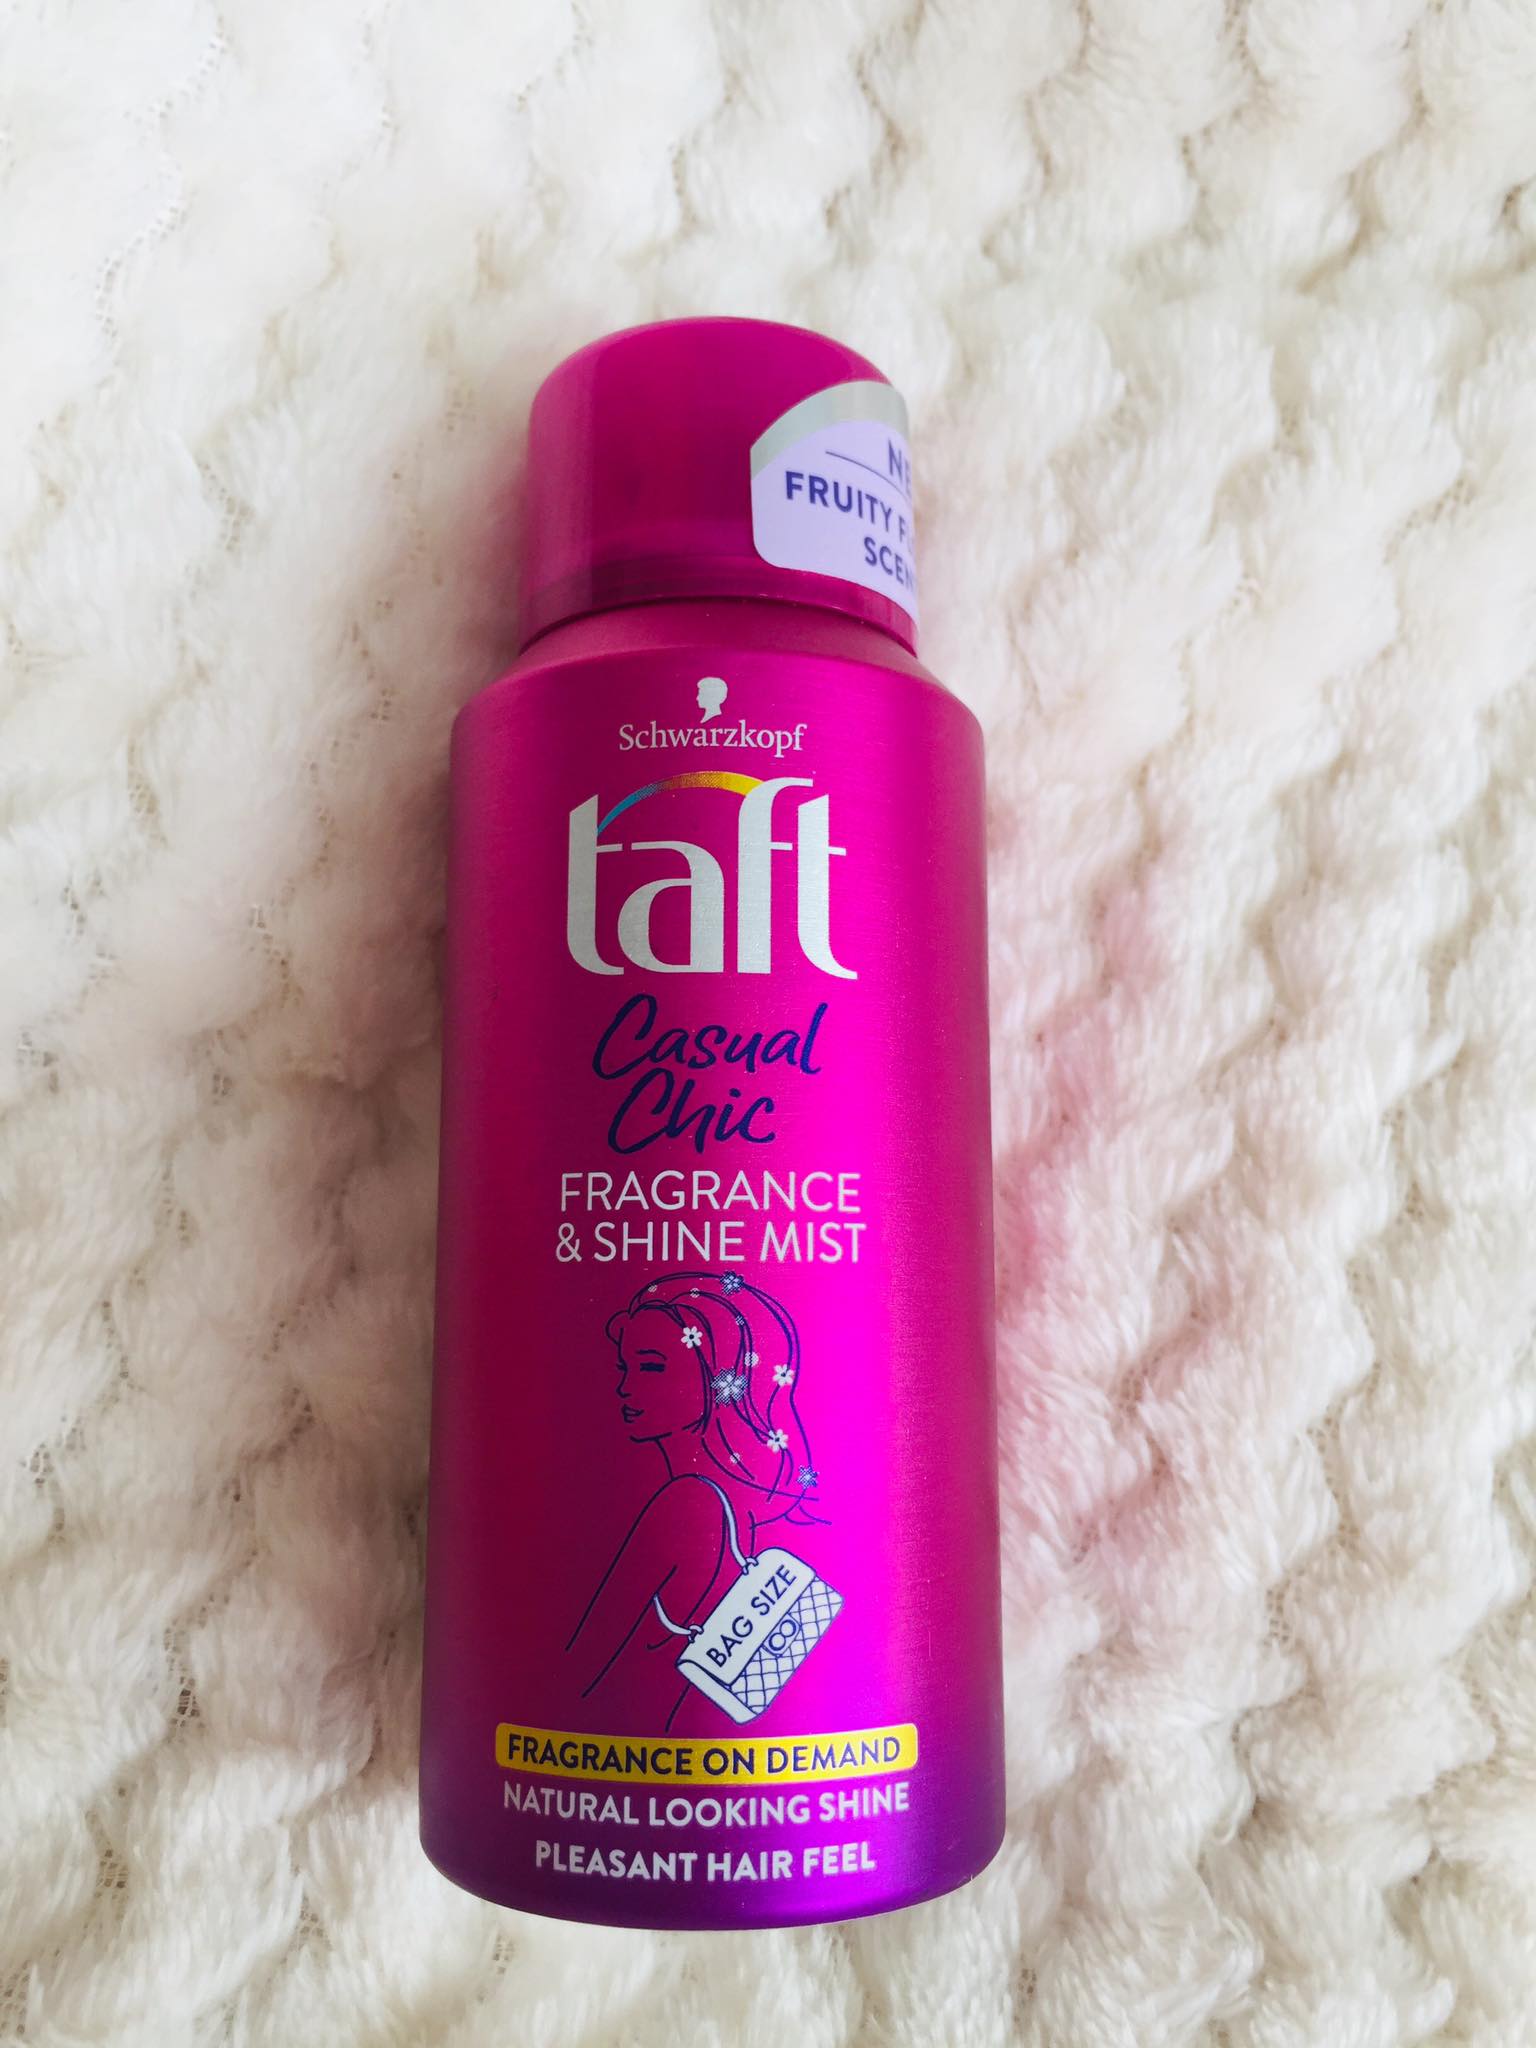 FRUITY
Schwarzkopf
taft
Casual
Chic
FRAGRANCE
& SHINE MIST
BAG SIZE
FRAGRANCE ON DEMAND
NATURAL LOOKING SHINE
PLEASANT HAIR FEEL